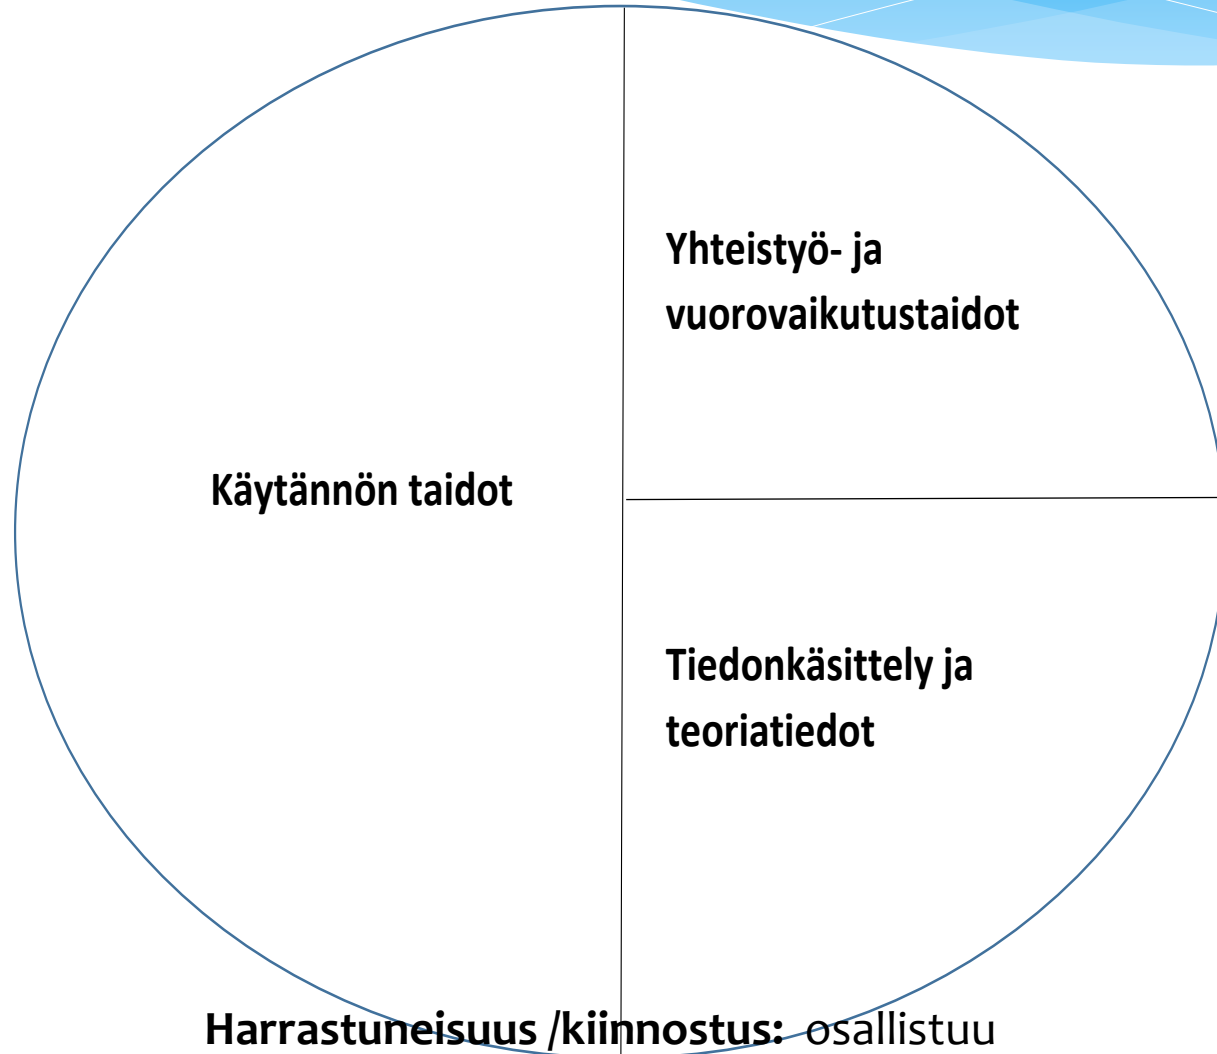 Yhteistyö- ja
vuorovaikutustaidot
Käytännön taidot
Tiedonkäsittely ja
teoriatiedot
Harrastuneisuus /kiinnostus: osallistuu